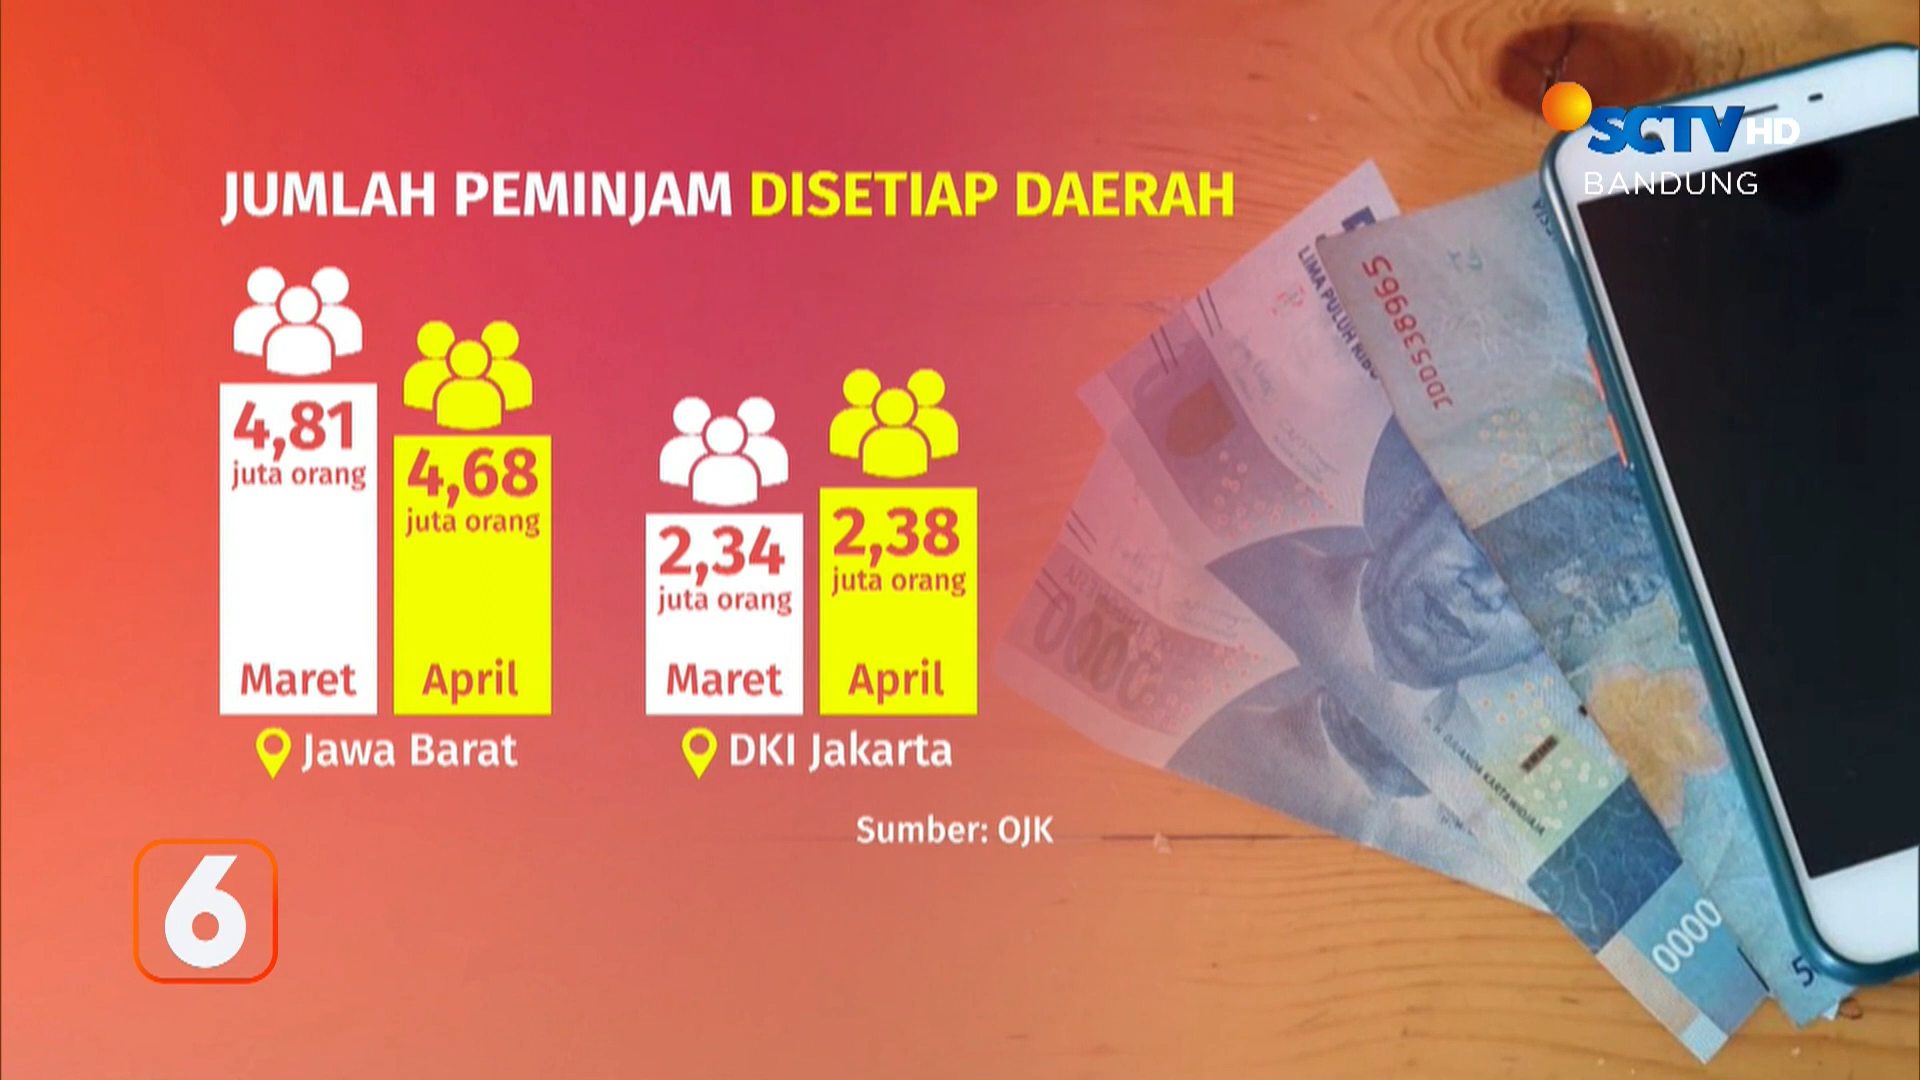 SCTV HD
BANDUNG
JUMLAH PEMINJAM DISETIAP DAERAH
4,81
juta orang
Maret
4,68
juta orang
April
Jawa Barat
2,34
juta orang
Maret
2,38
juta orang
April
DKI Jakarta
Sumber: OJK
6
LIMA PULUH RIBU
JDD538965
0000
5